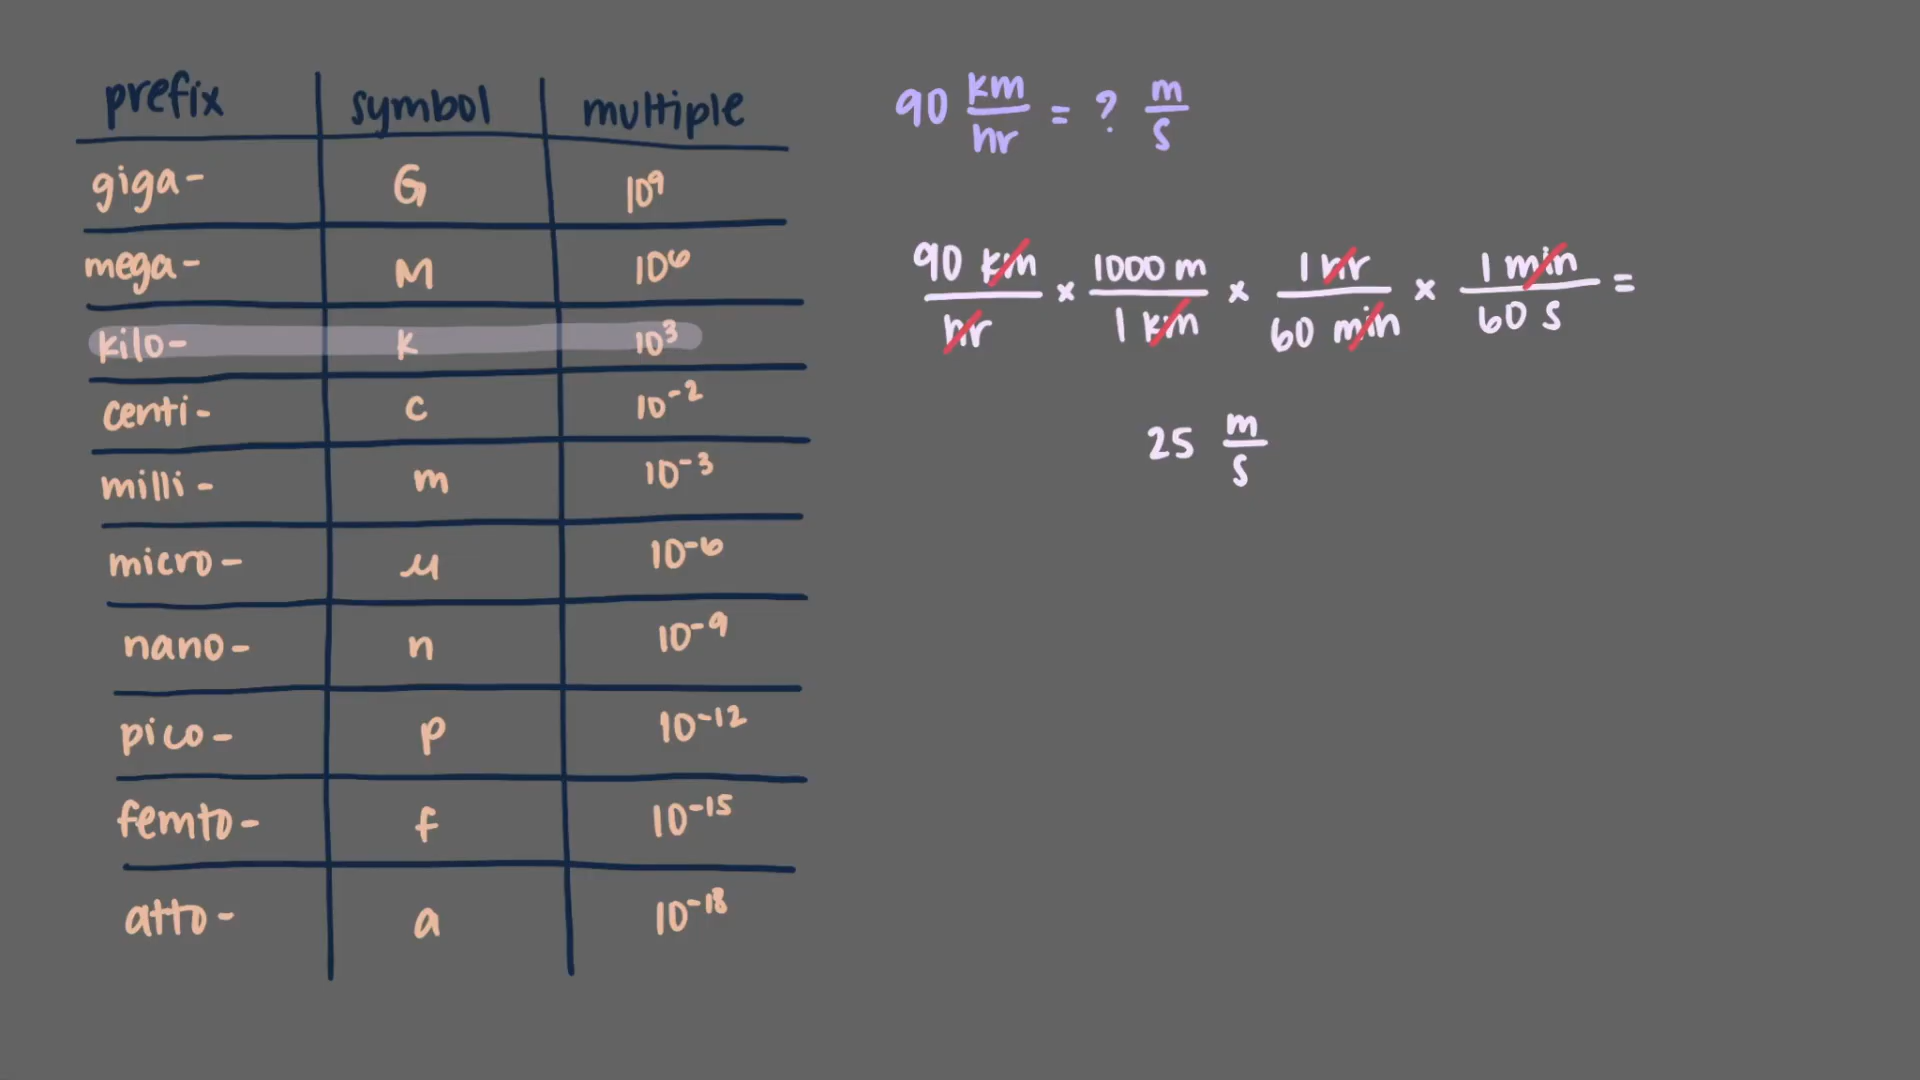 prefix symbol multiple
giga- G 10⁹
mega- M 10⁶
kilo- k 10³
centi- c 10⁻²
milli- m 10⁻³
micro- μ 10⁻⁶
nano- n 10⁻⁹
pico- p 10⁻¹²
femto- f 10⁻¹⁵
atto- a 10⁻¹⁸
90 km/hr = ? m/s
90 km/hr × 1000 m/1 km × 1 hr/60 min × 1 min/60 s =
25 m/s